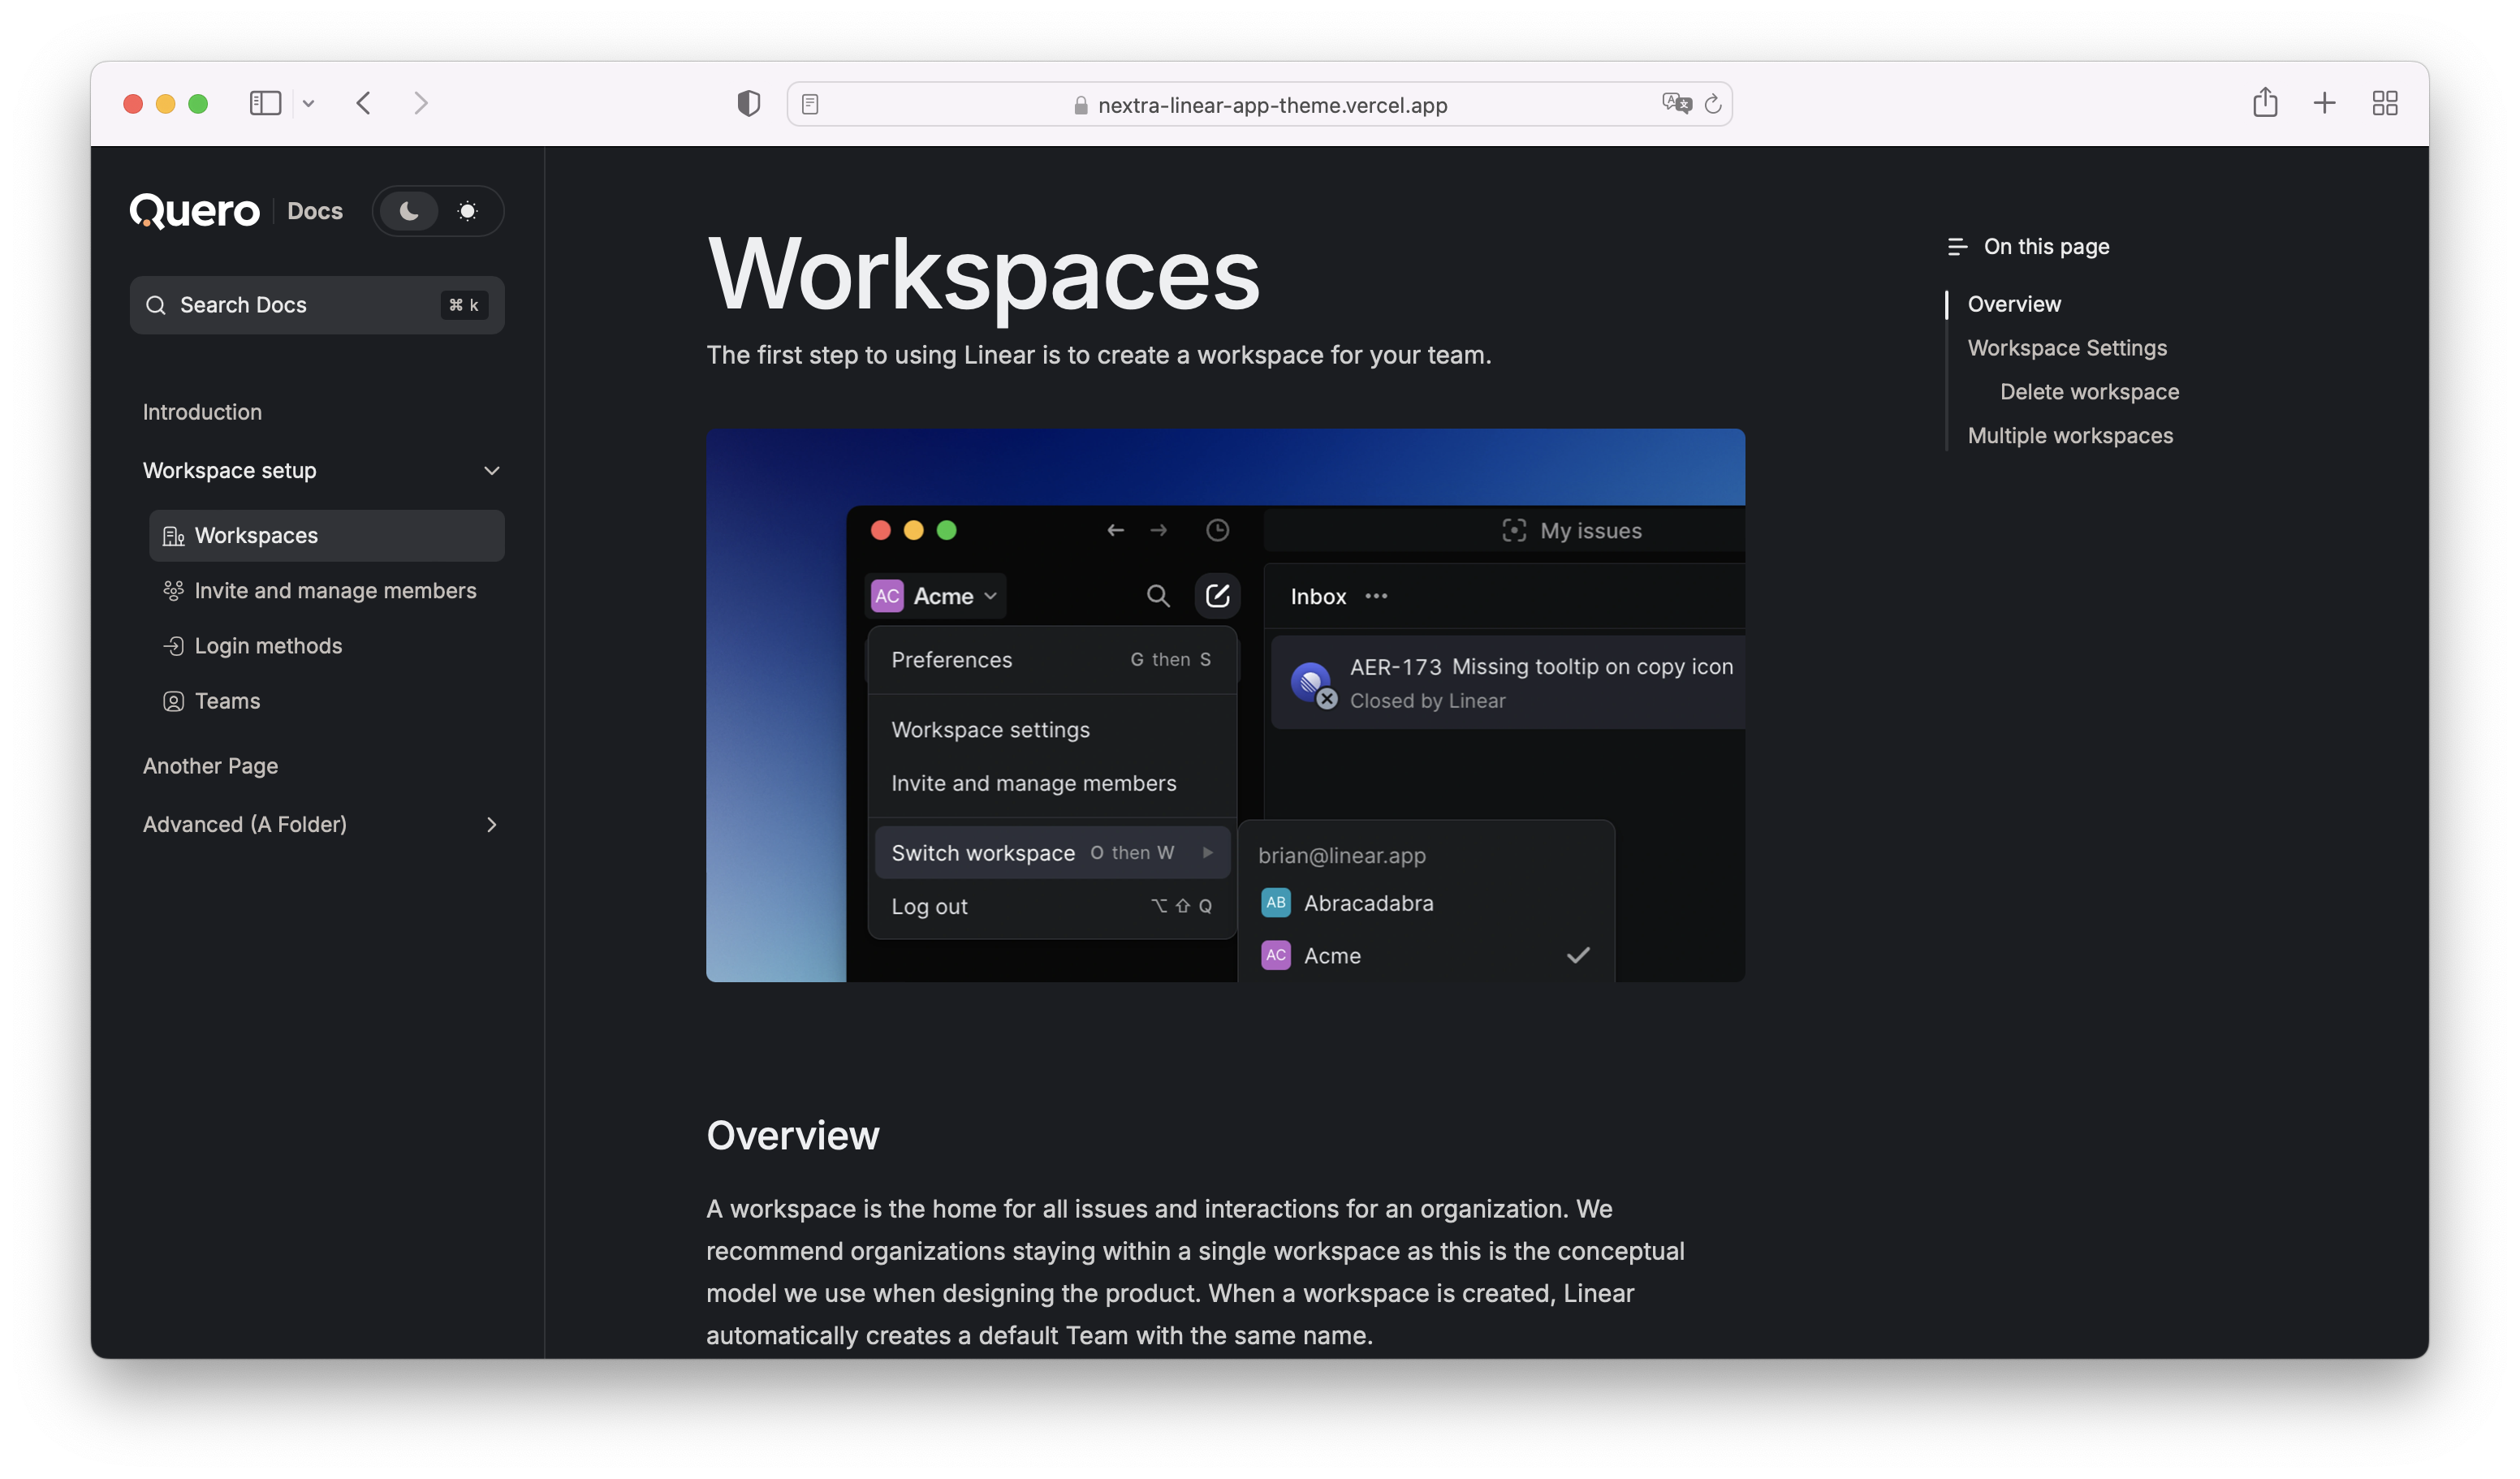 nextra-linear-app-theme.vercel.app
Quero Docs
Search Docs ⌘ k
Introduction
Workspace setup
Workspaces
Invite and manage members
Login methods
Teams
Another Page
Advanced (A Folder)
Workspaces
The first step to using Linear is to create a workspace for your team.
My issues
AC Acme
Inbox
Preferences G then S
Workspace settings
Invite and manage members
Switch workspace O then W
Log out ⌥ ⇧ Q
AER-173 Missing tooltip on copy icon
Closed by Linear
brian@linear.app
AB Abracadabra
AC Acme
Overview
A workspace is the home for all issues and interactions for an organization. We
recommend organizations staying within a single workspace as this is the conceptual
model we use when designing the product. When a workspace is created, Linear
automatically creates a default Team with the same name.
On this page
Overview
Workspace Settings
Delete workspace
Multiple workspaces